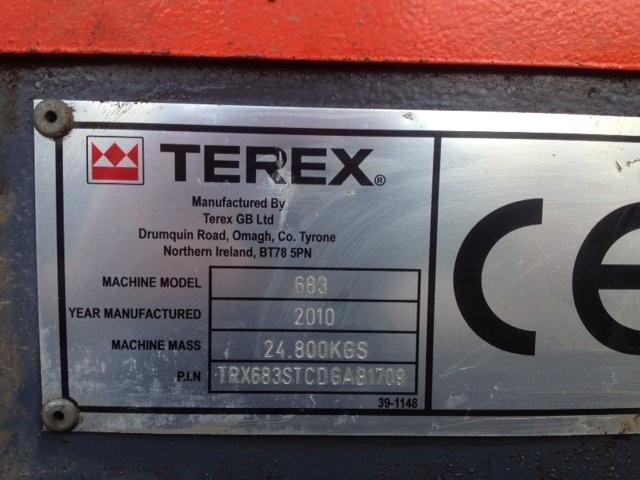 TEREX®
Manufactured By
Terex GB Ltd
Drumquin Road, Omagh, Co. Tyrone
Northern Ireland, BT78 5PN
MACHINE MODEL 683
YEAR MANUFACTURED 2010
MACHINE MASS 24.800KGS
P.I.N TRX683STCDGAB1709
39-1148
CE